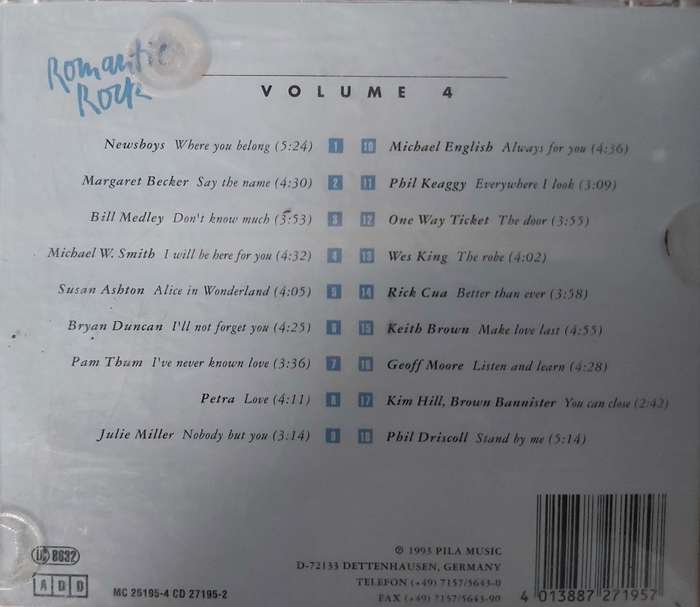 Romantic
Rock
VOLUME 4
Newsboys Where you belong (5:24) 1
Margaret Becker Say the name (4:30) 2
Bill Medley Don't know much (3:53) 3
Michael W. Smith I will be here for you (4:32) 4
Susan Ashton Alice in Wonderland (4:05) 5
Bryan Duncan I'll not forget you (4:25) 6
Pam Thum I've never known love (3:36) 7
Petra Love (4:11) 8
Julie Miller Nobody but you (3:14) 9
10 Michael English Always for you (4:36)
11 Phil Keaggy Everywhere I look (3:09)
12 One Way Ticket The door (3:55)
13 Wes King The robe (4:02)
14 Rick Cua Better than ever (3:58)
15 Keith Brown Make love last (4:55)
16 Geoff Moore Listen and learn (4:28)
17 Kim Hill, Brown Bannister You can close (2:42)
18 Phil Driscoll Stand by me (5:14)
LC 8632
ADD
MC 26195-4 CD 27195-2
℗ 1993 PILA MUSIC
D-72133 DETTENHAUSEN, GERMANY
TELEFON (+49) 7157/5643-0
FAX (+49) 7157/5643-90
4 013887 271957